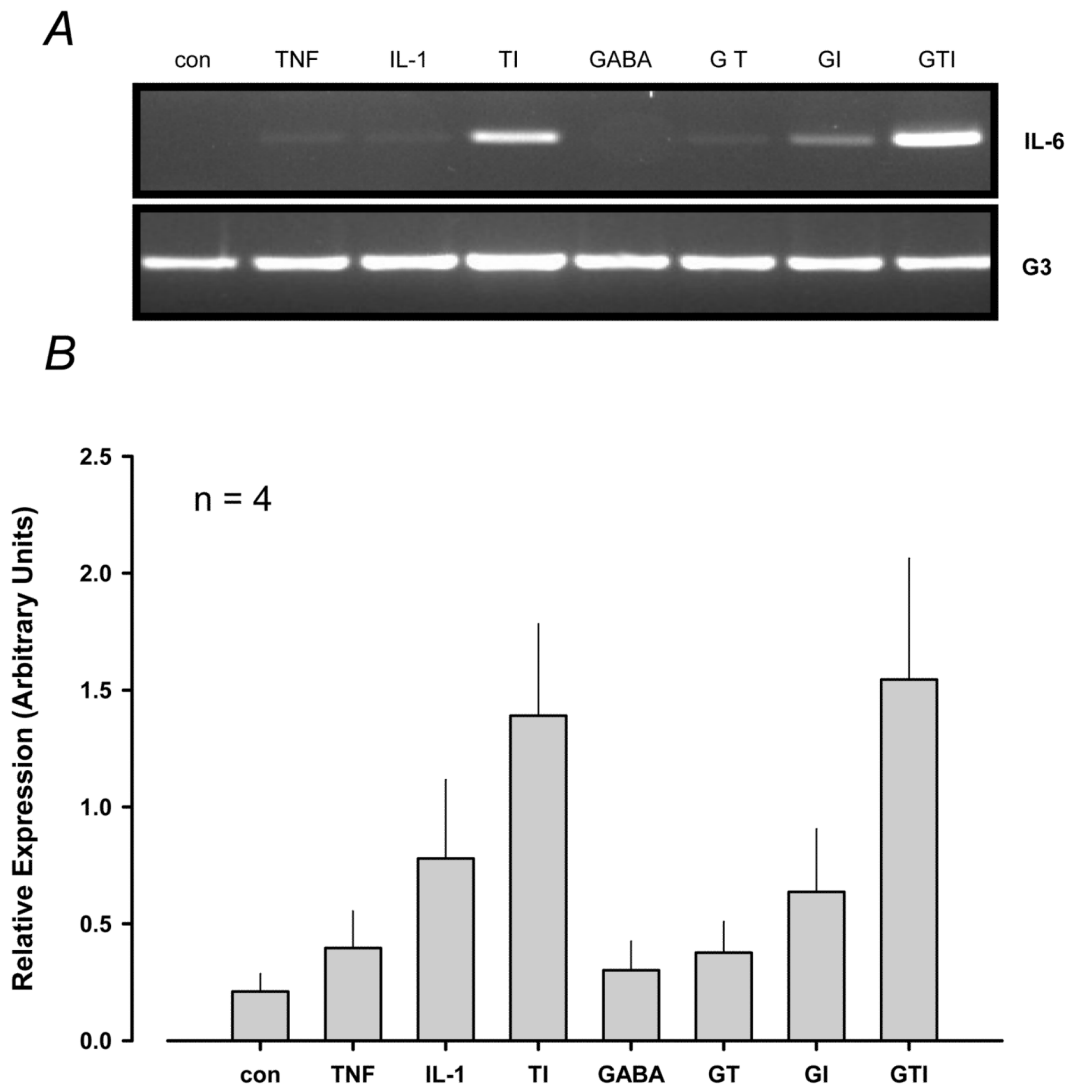 A
con TNF IL-1 TI GABA G T GI GTI
IL-6
G3
B
2.5
n = 4
2.0
1.5
1.0
0.5
0.0
Relative Expression (Arbitrary Units)
con TNF IL-1 TI GABA GT GI GTI